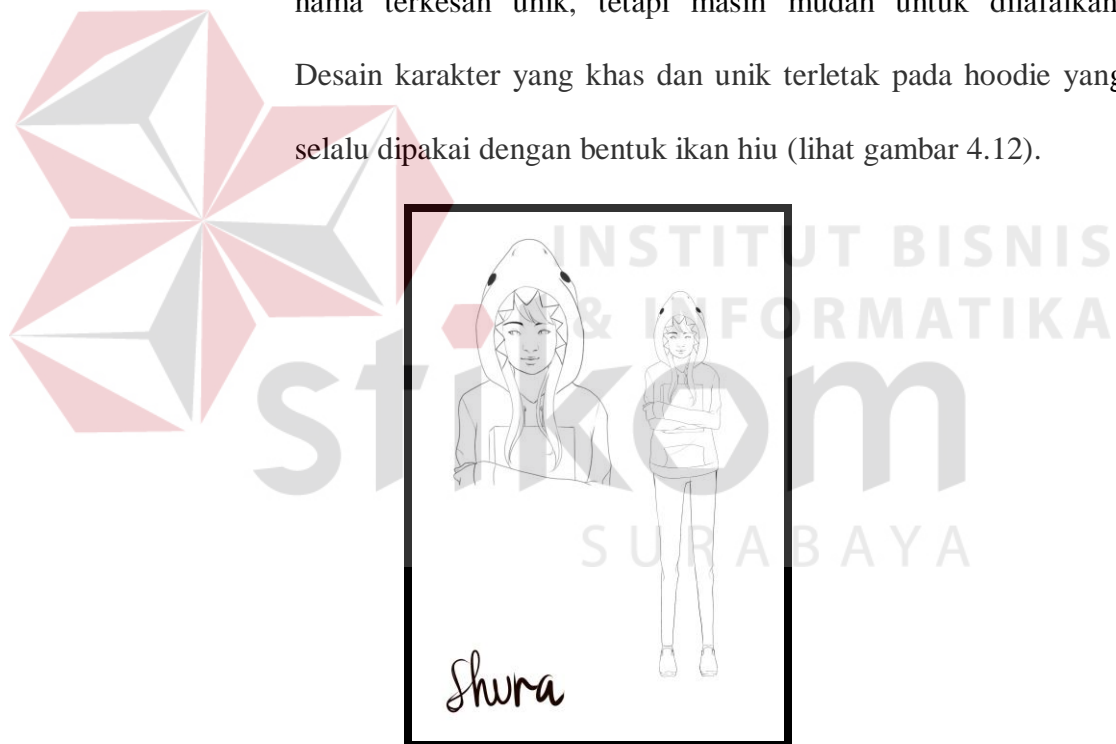 nama terkesan unik, tetapi masih mudah untuk dilafalkan
Desain karakter yang khas dan unik terletak pada hoodie yang
selalu dipakai dengan bentuk ikan hiu (lihat gambar 4.12).
INSTITUT BISNIS
& INFORMATIKA
stikom
SURABAYA
Shura